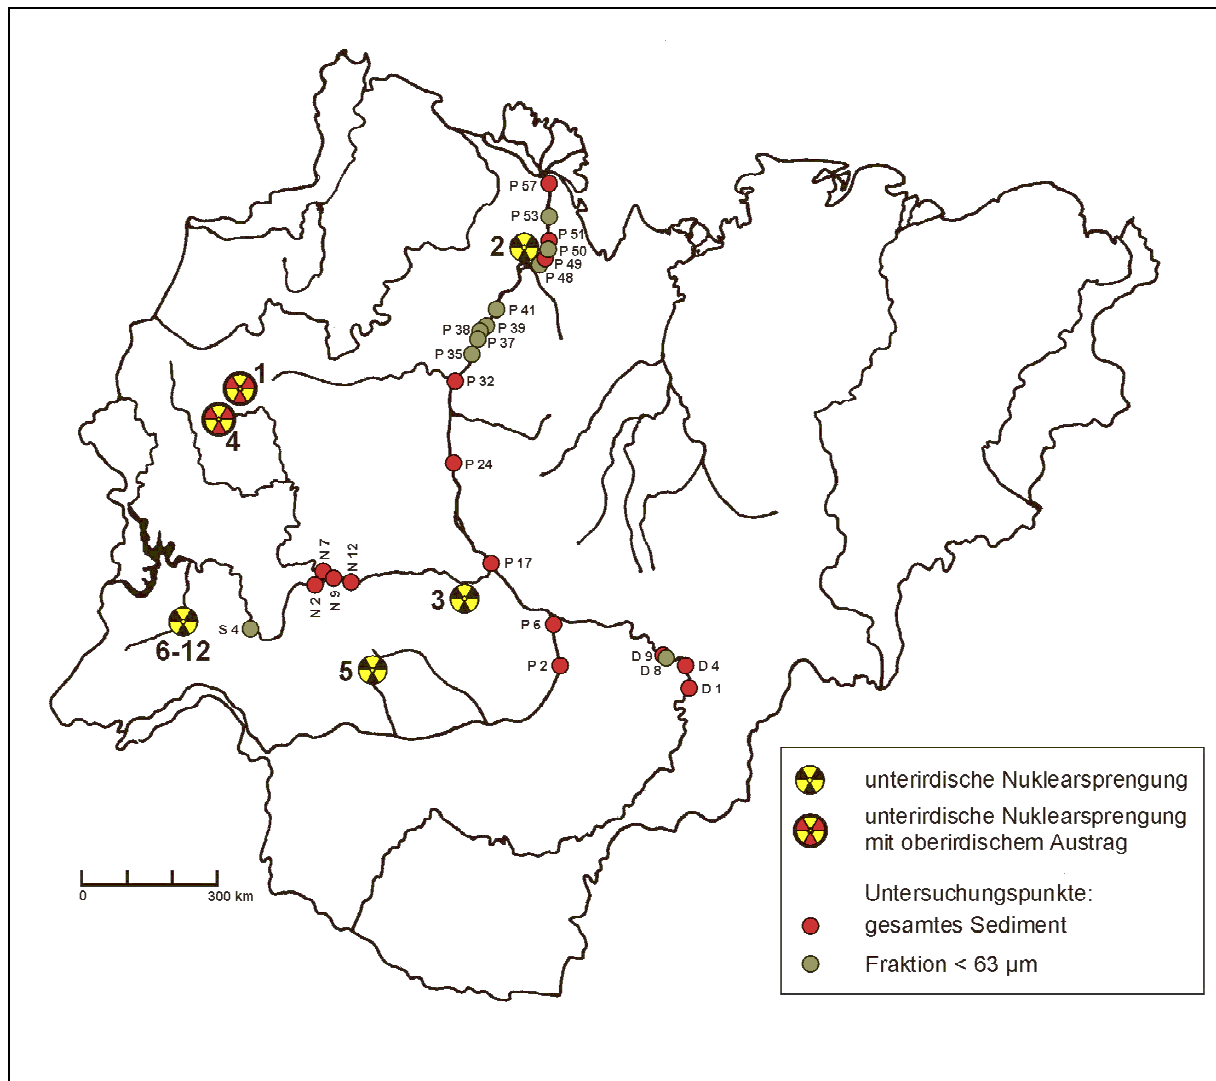 P 57
P 53
P 51
2
P 50
P 49
P 48
P 41
P 38
P 39
P 37
P 35
1
P 32
4
P 24
N 7
N 12
P 17
N 2
N 9
3
S 4
6-12
P 6
D 9
D 8
D 4
5
P 2
D 1
unterirdische Nuklearsprengung
unterirdische Nuklearsprengung
mit oberirdischem Austrag
0
300 km
Untersuchungspunkte:
gesamtes Sediment
Fraktion < 63 µm